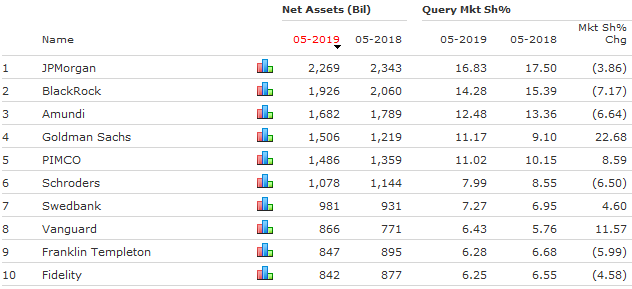 Net Assets (Bil) Query Mkt Sh%
Mkt Sh%
Name 05-2019 05-2018 05-2019 05-2018 Chg
1 JPMorgan 2,269 2,343 16.83 17.50 (3.86)
2 BlackRock 1,926 2,060 14.28 15.39 (7.17)
3 Amundi 1,682 1,789 12.48 13.36 (6.64)
4 Goldman Sachs 1,506 1,219 11.17 9.10 22.68
5 PIMCO 1,486 1,359 11.02 10.15 8.59
6 Schroders 1,078 1,144 7.99 8.55 (6.50)
7 Swedbank 981 931 7.27 6.95 4.60
8 Vanguard 866 771 6.43 5.76 11.57
9 Franklin Templeton 847 895 6.28 6.68 (5.99)
10 Fidelity 842 877 6.25 6.55 (4.58)